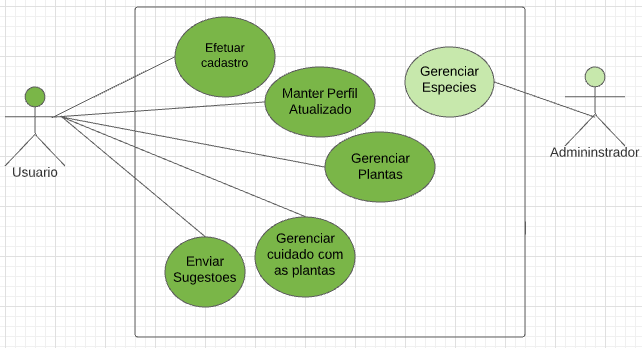 Efetuar
cadastro
Manter Perfil
Atualizado
Gerenciar
Especies
Gerenciar
Plantas
Usuario
Admininstrador
Gerenciar
cuidado com
as plantas
Enviar
Sugestoes